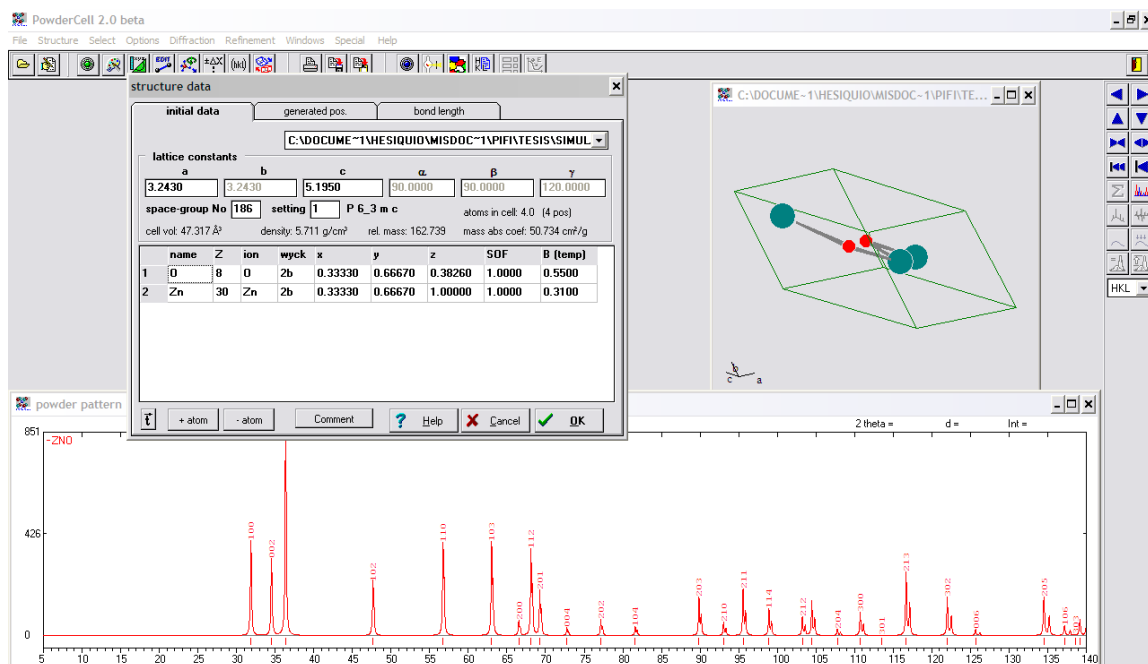 PowderCell 2.0 beta
File Structure Select Options Diffraction Refinement Windows Special Help
structure data
initial data generated pos. bond length
C:\DOCUME~1\HESIQUIO\MISDOC~1\PIFI\TESIS\SIMUL
lattice constants
a b c α β γ
3.2430 3.2430 5.1950 90.0000 90.0000 120.0000
space-group No 186 setting 1 P 6_3 m c atoms in cell: 4.0 (4 pos)
cell vol: 47.317 Å³ density: 5.711 g/cm³ rel. mass: 162.739 mass abs coef: 50.734 cm²/g
name Z ion wyck x y z SOF B (temp)
1 O 8 O 2b 0.33330 0.66670 0.38260 1.0000 0.5500
2 Zn 30 Zn 2b 0.33330 0.66670 1.00000 1.0000 0.3100
+ atom - atom Comment ? Help Cancel OK
C:\DOCUME~1\HESIQUIO\MISDOC~1\PIFI\TE...
b
c a
HKL
powder pattern
2 theta = d = Int =
851
ZNO
426
0
100 002 102 110 103 200 112 201 004 202 104 203 210 211 114 212 204 300 213 301 302 006 205 106
5 10 15 20 25 30 35 40 45 50 55 60 65 70 75 80 85 90 95 100 105 110 115 120 125 130 135 140